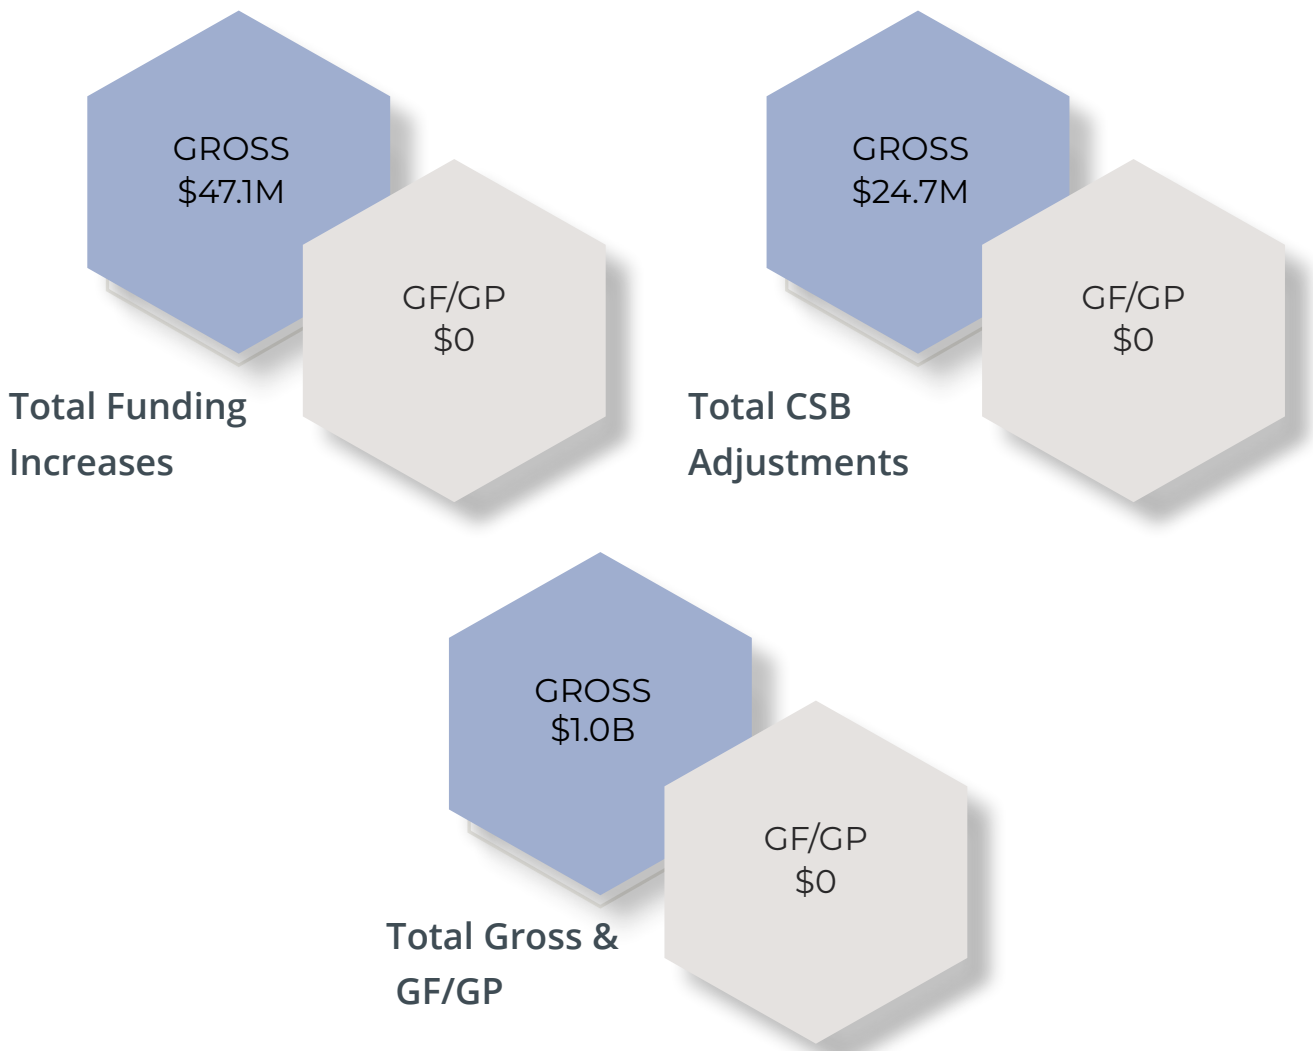 GROSS
$47.1M
GF/GP
$0
Total Funding
Increases
GROSS
$24.7M
GF/GP
$0
Total CSB
Adjustments
GROSS
$1.0B
GF/GP
$0
Total Gross &
GF/GP